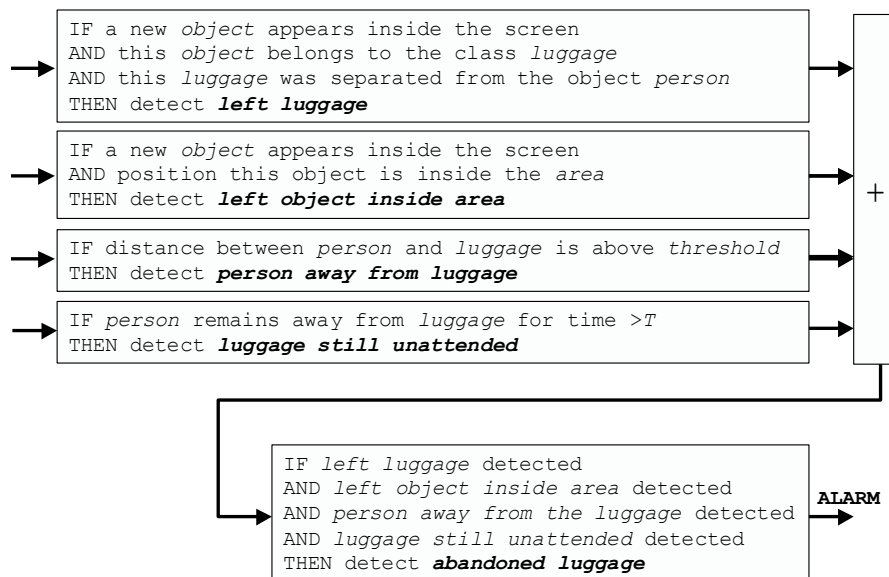 IF a new object appears inside the screen
AND this object belongs to the class luggage
AND this luggage was separated from the object person
THEN detect left luggage
IF a new object appears inside the screen
AND position this object is inside the area
THEN detect left object inside area
IF distance between person and luggage is above threshold
THEN detect person away from luggage
IF person remains away from luggage for time >T
THEN detect luggage still unattended
+
IF left luggage detected
AND left object inside area detected
AND person away from the luggage detected
AND luggage still unattended detected
THEN detect abandoned luggage
ALARM